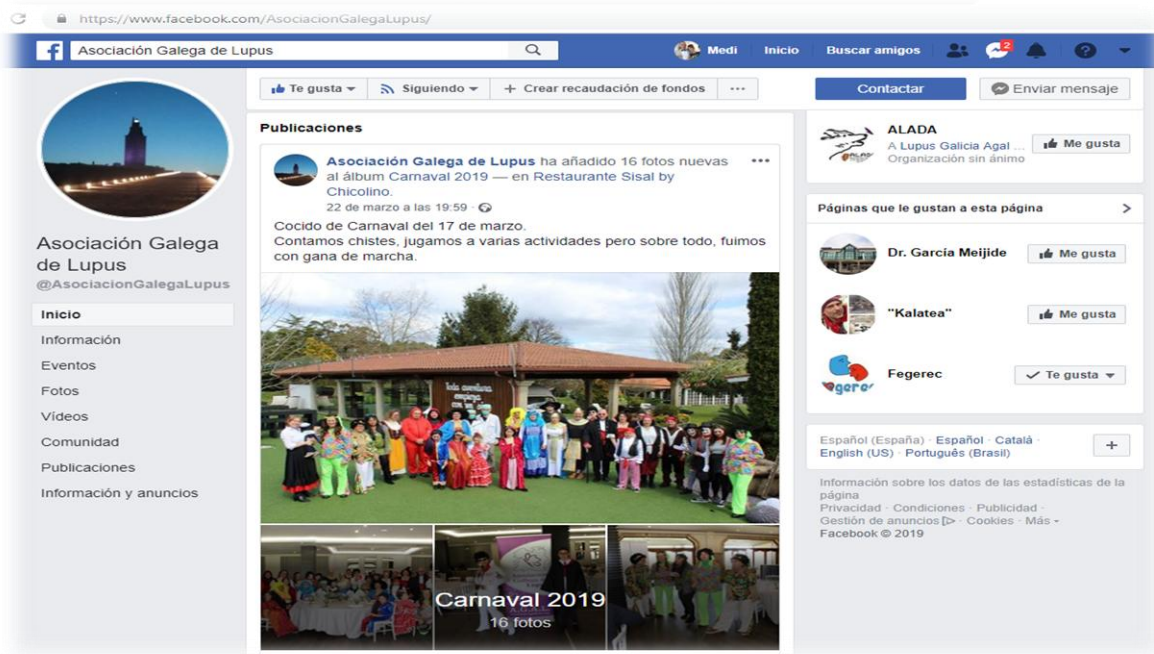 https://www.facebook.com/AsociacionGalegaLupus/
Asociación Galega de Lupus
Medi
Inicio
Buscar amigos
2
Te gusta
Siguiendo
+ Crear recaudación de fondos
...
Contactar
Enviar mensaje
Asociación Galega
de Lupus
@AsociacionGalegaLupus
Inicio
Información
Eventos
Fotos
Vídeos
Comunidad
Publicaciones
Información y anuncios
Publicaciones
Asociación Galega de Lupus ha añadido 16 fotos nuevas
al álbum Carnaval 2019 — en Restaurante Sisal by
Chicolino.
22 de marzo a las 19:59 ·
Cocido de Carnaval del 17 de marzo.
Contamos chistes, jugamos a varias actividades pero sobre todo, fuimos
con gana de marcha.
Toda aventura
empieza
Carnaval 2019
16 fotos
ALADA
A Lupus Galicia Agal ...
Organización sin ánimo
Me gusta
Páginas que le gustan a esta página
Dr. García Meijide
Me gusta
"Kalatea"
Me gusta
Fegerec
Te gusta
Español (España) · Español · Català ·
English (US) · Português (Brasil)
+
Información sobre los datos de las estadísticas de la
página
Privacidad · Condiciones · Publicidad ·
Gestión de anuncios · Cookies · Más
Facebook © 2019